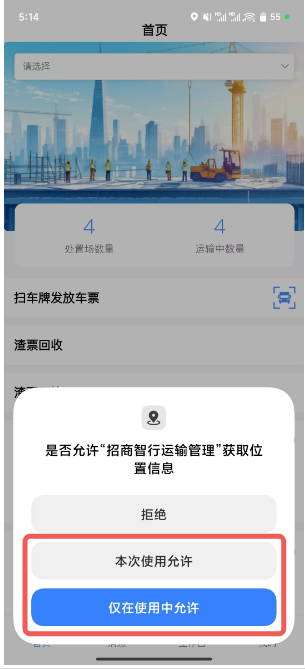 5:14
55
首页
请选择
4
4
处置场数量
运输中数量
扫车牌发放车票
渣票回收
是否允许“招商智行运输管理”获取位
置信息
拒绝
本次使用允许
仅在使用中允许